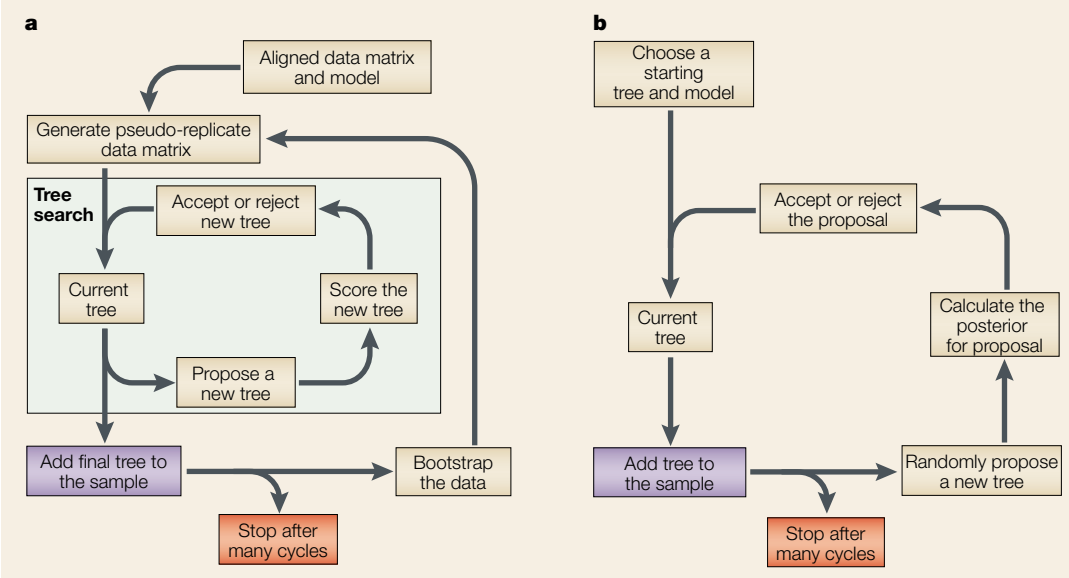 a
Aligned data matrix
and model
Generate pseudo-replicate
data matrix
Tree
search
Accept or reject
new tree
Current
tree
Score the
new tree
Propose a
new tree
Add final tree to
the sample
Bootstrap
the data
Stop after
many cycles
b
Choose a
starting
tree and model
Accept or reject
the proposal
Current
tree
Calculate the
posterior
for proposal
Add tree to
the sample
Randomly propose
a new tree
Stop after
many cycles